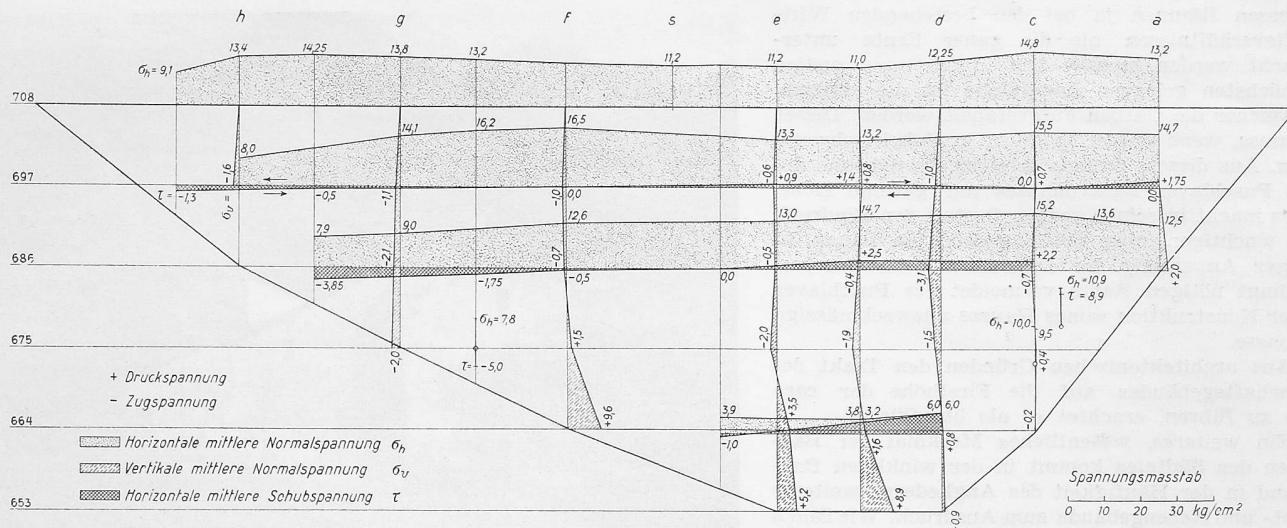 h g f s e d c a
13,4 14,25 13,8 13,2 11,2 11,2 11,0 12,25 14,8 13,2
σh = 9,1
708
8,0 14,1 16,2 16,5 13,3 13,2 15,5 14,7
−1,6 −0,6 +0,9 +1,4 +0,8 −1,0 0,0 +0,7 +1,75
697
τ = −1,3 σv = −0,5 −1,1 −1,0 0,0 0,0
7,9 9,0 12,6 13,0 14,7 15,2 13,6 12,5
−2,1 −0,7 −0,5 +2,5 +2,2
686
−3,85 −1,75 −0,5 0,0 −0,4 −3,1 −0,7 −2,0
σh = 10,9
τ = 8,9
σh = 7,8 σh = 10,0 9,5
+1,5 −2,0 −1,9 −1,5
675
−2,0 τ = −5,0 +0,4
+ Druckspannung
− Zugspannung
+9,6 3,9 +3,5 3,8 +3,2 6,0 6,0 −0,2
664
−1,0 +1,6 +0,8
Horizontale mittlere Normalspannung σh
Vertikale mittlere Normalspannung σv
Horizontale mittlere Schubspannung τ
+5,2 +8,9
653
−0,9
Spannungsmasstab
0 10 20 30 kg/cm²